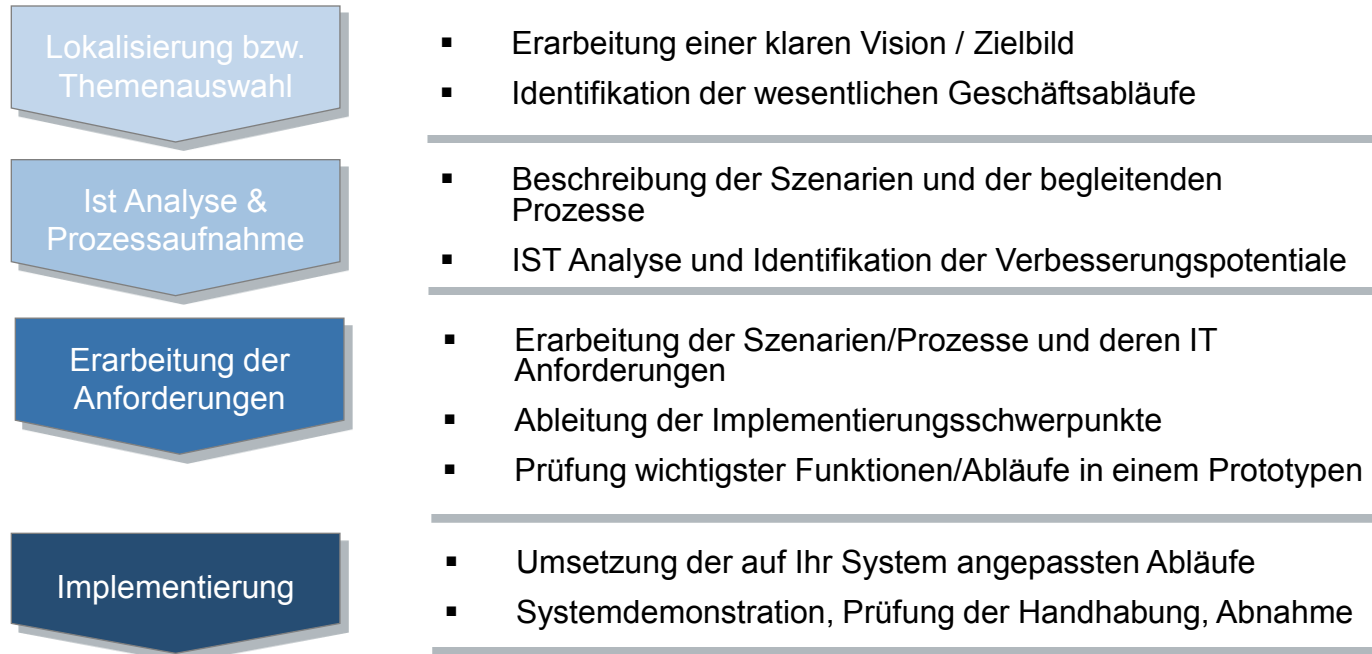 Lokalisierung bzw.
Themenauswahl
▪ Erarbeitung einer klaren Vision / Zielbild
▪ Identifikation der wesentlichen Geschäftsabläufe
Ist Analyse &
Prozessaufnahme
▪ Beschreibung der Szenarien und der begleitenden
Prozesse
▪ IST Analyse und Identifikation der Verbesserungspotentiale
Erarbeitung der
Anforderungen
▪ Erarbeitung der Szenarien/Prozesse und deren IT
Anforderungen
▪ Ableitung der Implementierungsschwerpunkte
▪ Prüfung wichtigster Funktionen/Abläufe in einem Prototypen
Implementierung
▪ Umsetzung der auf Ihr System angepassten Abläufe
▪ Systemdemonstration, Prüfung der Handhabung, Abnahme